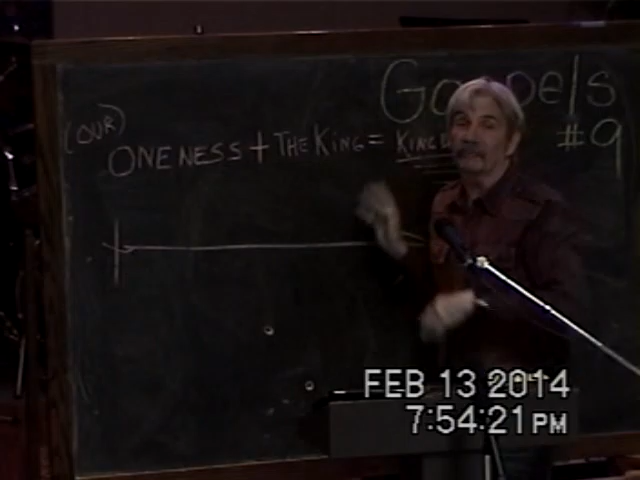 Gospels
#9
(OUR)
ONENESS + THE KING =
FEB 13 2014
7:54:21 PM